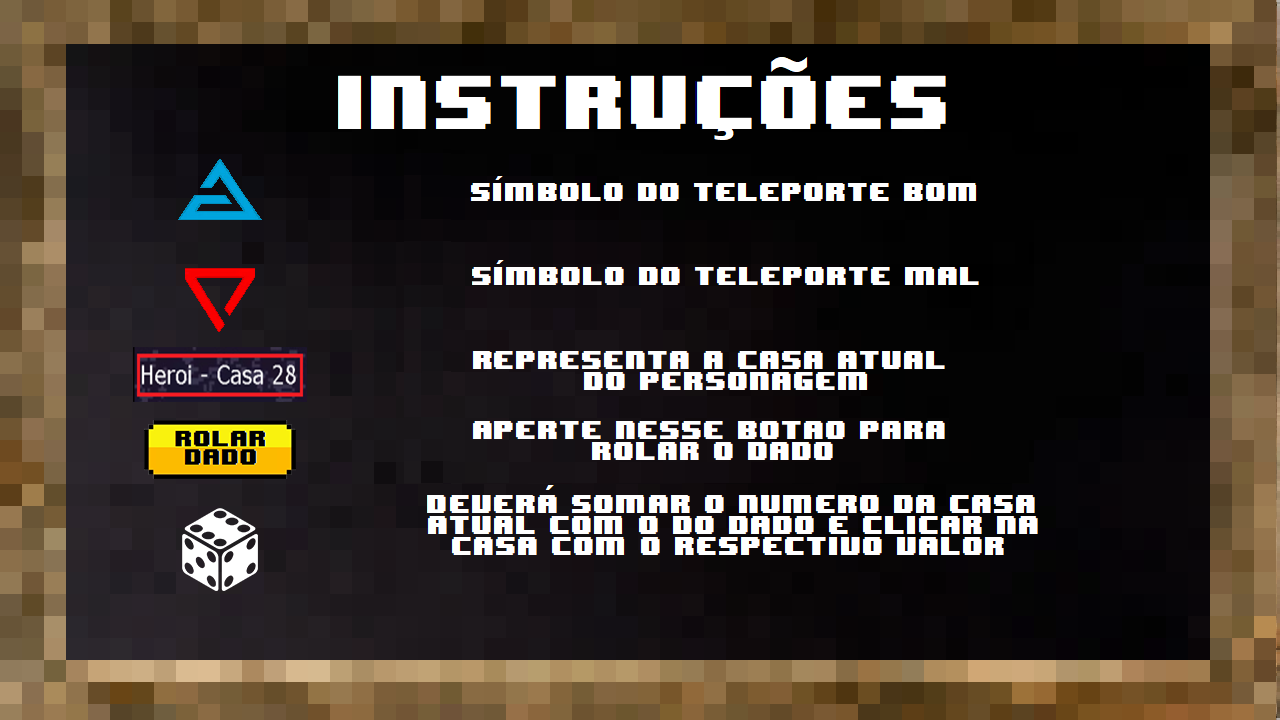 INSTRUÇÕES
SÍMBOLO DO TELEPORTE BOM
SÍMBOLO DO TELEPORTE MAL
Heroi - Casa 28
REPRESENTA A CASA ATUAL
DO PERSONAGEM
ROLAR
DADO
APERTE NESSE BOTAO PARA
ROLAR O DADO
DEVERÁ SOMAR O NUMERO DA CASA
ATUAL COM O DO DADO E CLICAR NA
CASA COM O RESPECTIVO VALOR